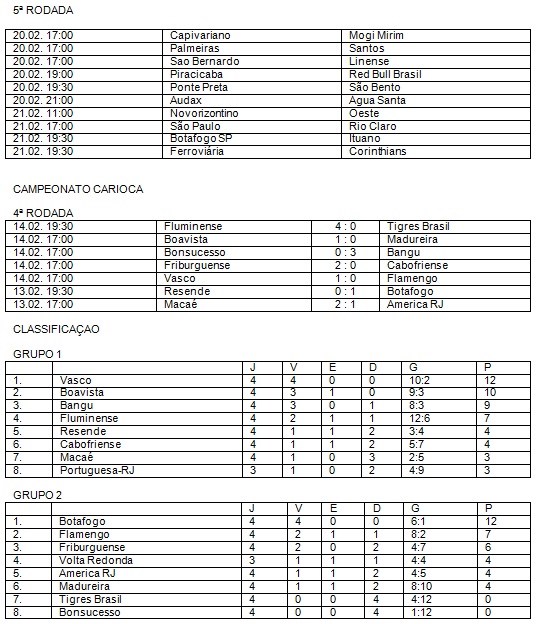 5ª RODADA
20.02. 17:00 Capivariano Mogi Mirim
20.02. 17:00 Palmeiras Santos
20.02. 17:00 Sao Bernardo Linense
20.02. 19:00 Piracicaba Red Bull Brasil
20.02. 19:30 Ponte Preta São Bento
20.02. 21:00 Audax Agua Santa
21.02. 11:00 Novorizontino Oeste
21.02. 17:00 São Paulo Rio Claro
21.02. 19:30 Botafogo SP Ituano
21.02. 19:30 Ferroviária Corinthians
CAMPEONATO CARIOCA
4ª RODADA
14.02. 19:30 Fluminense 4 : 0 Tigres Brasil
14.02. 17:00 Boavista 1 : 0 Madureira
14.02. 17:00 Bonsucesso 0 : 3 Bangu
14.02. 17:00 Friburguense 2 : 0 Cabofriense
14.02. 17:00 Vasco 1 : 0 Flamengo
13.02. 19:30 Resende 0 : 1 Botafogo
13.02. 17:00 Macaé 2 : 1 America RJ
CLASSIFICAÇAO
GRUPO 1
J V E D G P
1. Vasco 4 4 0 0 10:2 12
2. Boavista 4 3 1 0 9:3 10
3. Bangu 4 3 0 1 8:3 9
4. Fluminense 4 2 1 1 12:6 7
5. Resende 4 1 1 2 3:4 4
6. Cabofriense 4 1 1 2 5:7 4
7. Macaé 4 1 0 3 2:5 3
8. Portuguesa-RJ 3 1 0 2 4:9 3
GRUPO 2
J V E D G P
1. Botafogo 4 4 0 0 6:1 12
2. Flamengo 4 2 1 1 8:2 7
3. Friburguense 4 2 0 2 4:7 6
4. Volta Redonda 3 1 1 1 4:4 4
5. America RJ 4 1 1 2 4:5 4
6. Madureira 4 1 1 2 8:10 4
7. Tigres Brasil 4 0 0 4 4:12 0
8. Bonsucesso 4 0 0 4 1:12 0